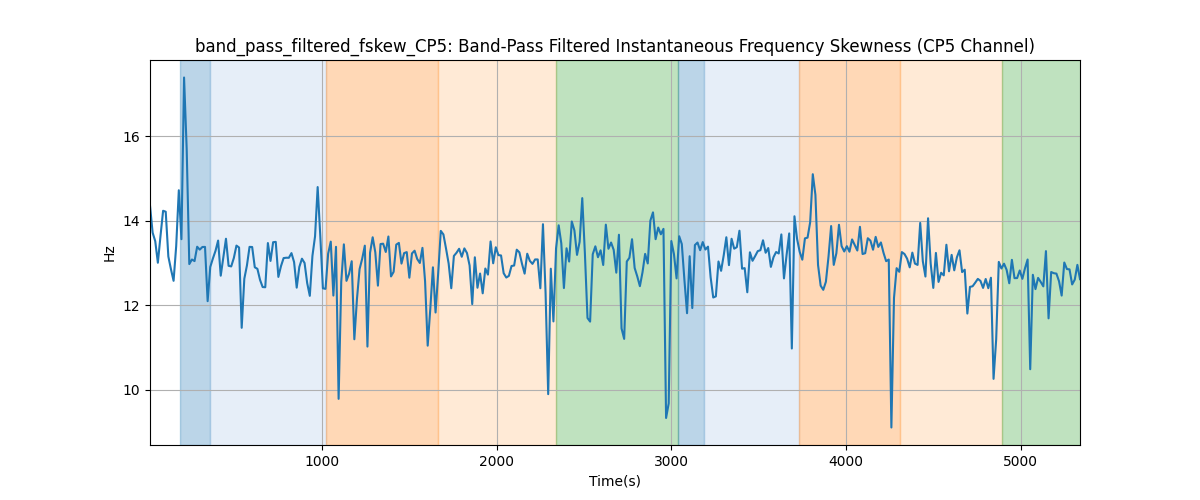 band_pass_filtered_fskew_CP5: Band-Pass Filtered Instantaneous Frequency Skewness (CP5 Channel)
16
14
12
10
Hz
1000 2000 3000 4000 5000
Time(s)